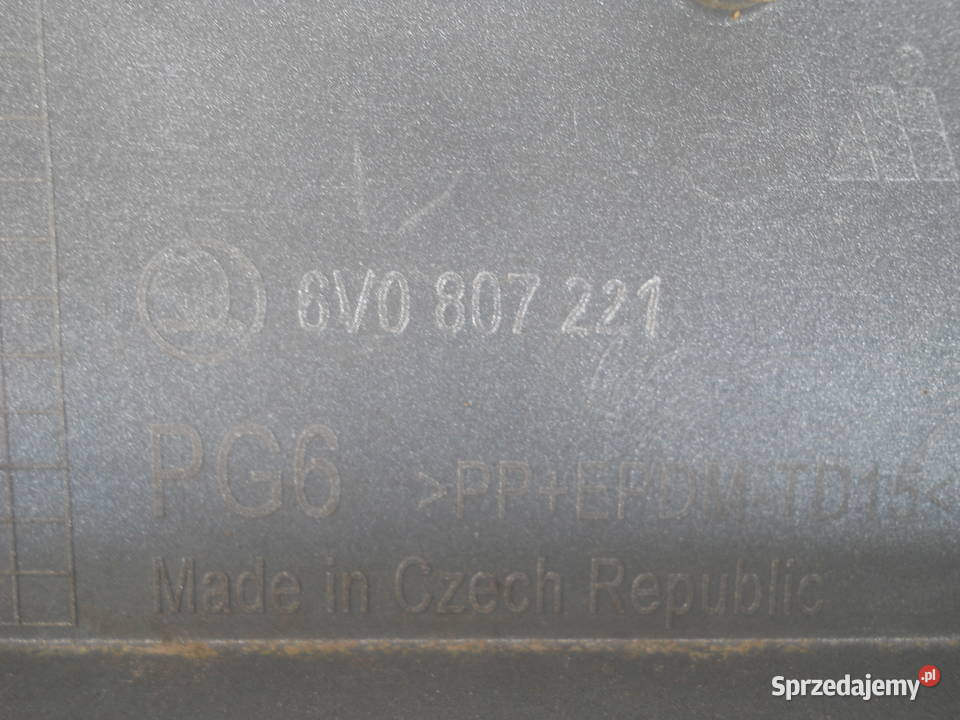 6V0 807 221
PG6 >PP+EPDM-TD15<
Made in Czech Republic
Sprzedajemy.pl